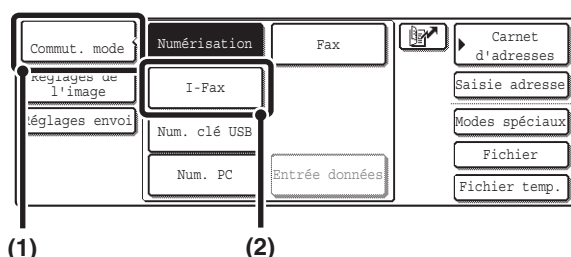 Commut. mode
Numérisation
Fax
Carnet
d'adresses
Réglages de
l'image
I-Fax
Saisie adresse
Réglages envoi
Num. clé USB
Modes spéciaux
Fichier
Num. PC
Entrée données
Fichier temp.
(1)
(2)